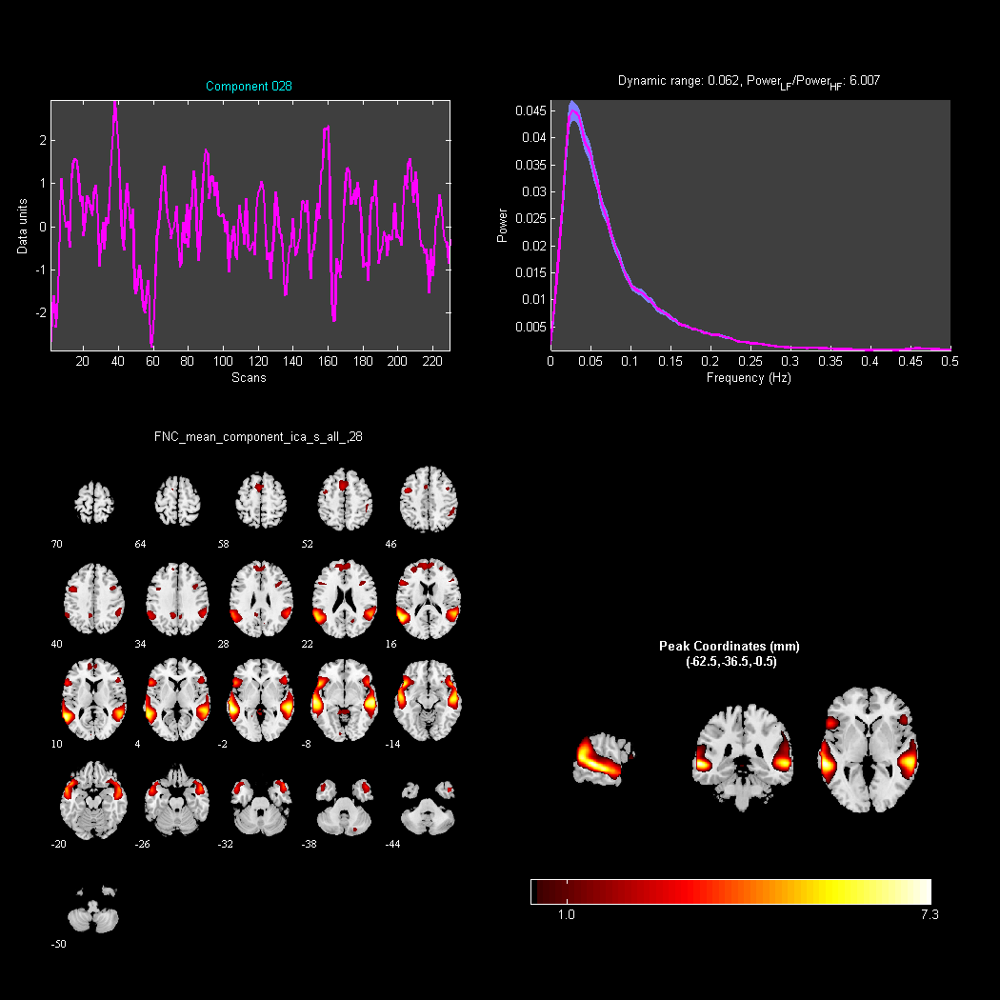 Component 028
Data units
2
1
0
-1
-2
20 40 60 80 100 120 140 160 180 200 220
Scans
Dynamic range: 0.062, PowerLF/PowerHF: 6.007
Power
0.045
0.04
0.035
0.03
0.025
0.02
0.015
0.01
0.005
0 0.05 0.1 0.15 0.2 0.25 0.3 0.35 0.4 0.45 0.5
Frequency (Hz)
FNC_mean_component_ica_s_all_,28
70 64 58 52 46
40 34 28 22 16
10 4 -2 -8 -14
-20 -26 -32 -38 -44
-50
Peak Coordinates (mm)
(-62.5,-36.5,-0.5)
1.0 7.3